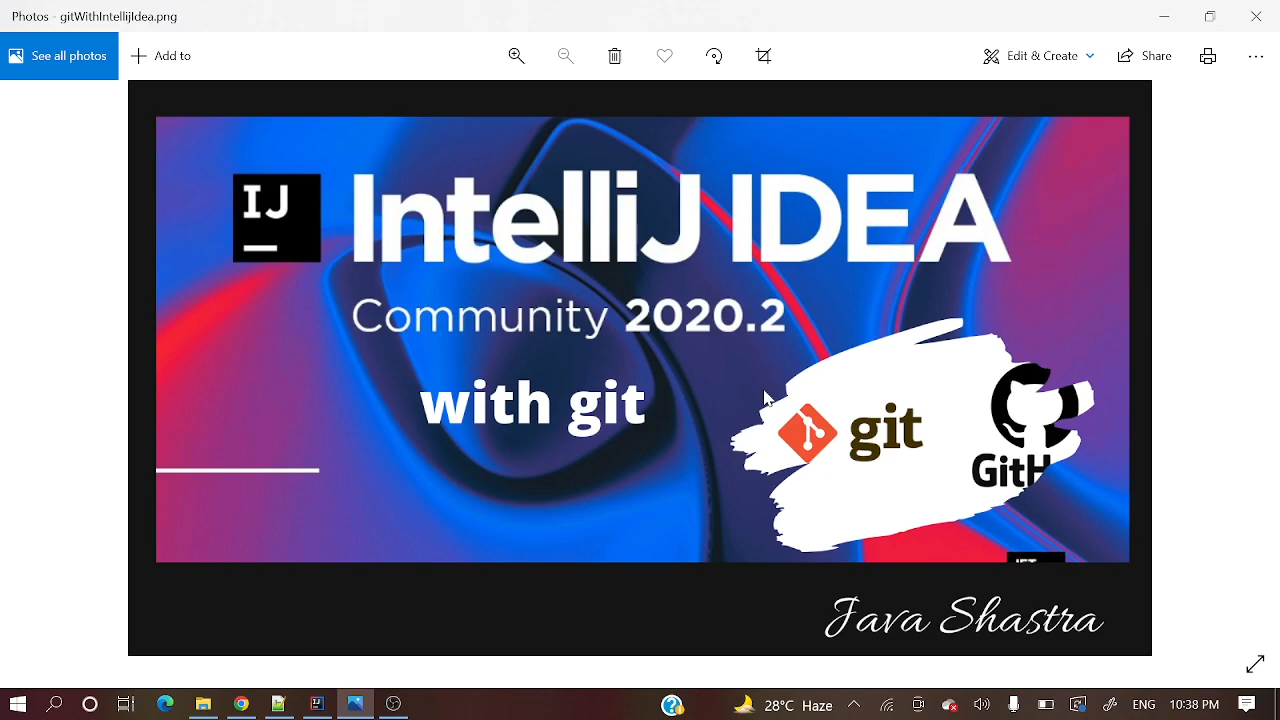 Photos - gitWithIntellijIdea.png
See all photos
Add to
Edit & Create
Share
IJ
IntelliJ IDEA
Community 2020.2
with git
git
GitH
Java Shastra
28°C Haze
ENG
10:38 PM